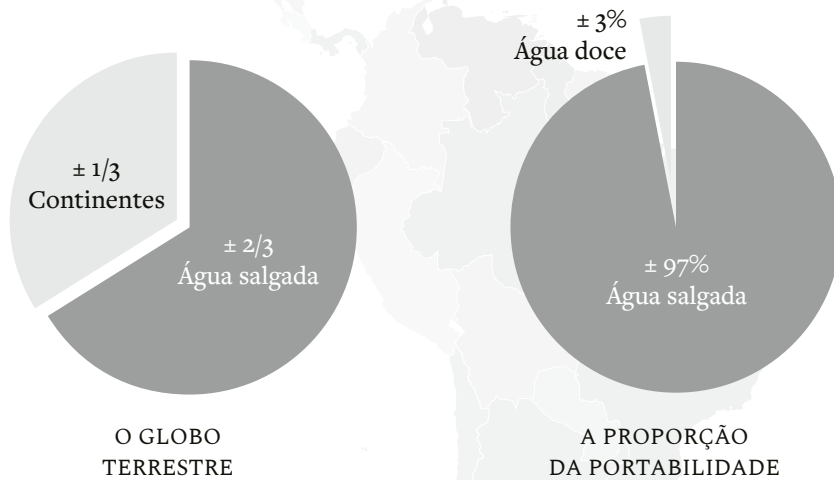 ± 1/3
Continentes
± 2/3
Água salgada
O GLOBO
TERRESTRE
± 3%
Água doce
± 97%
Água salgada
A PROPORÇÃO
DA PORTABILIDADE